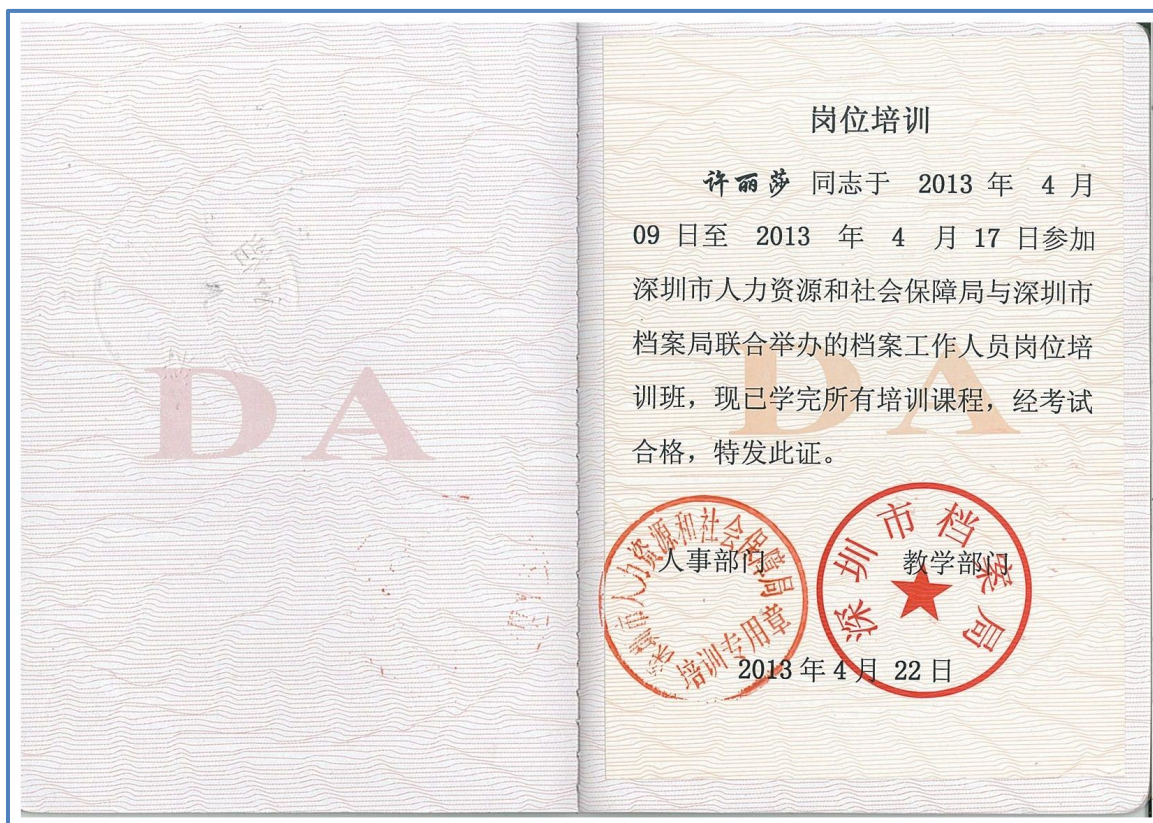 DA
岗位培训
许丽莎 同志于 2013 年 4 月
09 日至 2013 年 4 月 17 日参加
深圳市人力资源和社会保障局与深圳市
档案局联合举办的档案工作人员岗位培
训班，现已学完所有培训课程，经考试
合格，特发此证。
DA
深圳市人力资源和社会保障局
培训专用章
人事部门
深圳市档案局
教学部门
2013 年 4 月 22 日